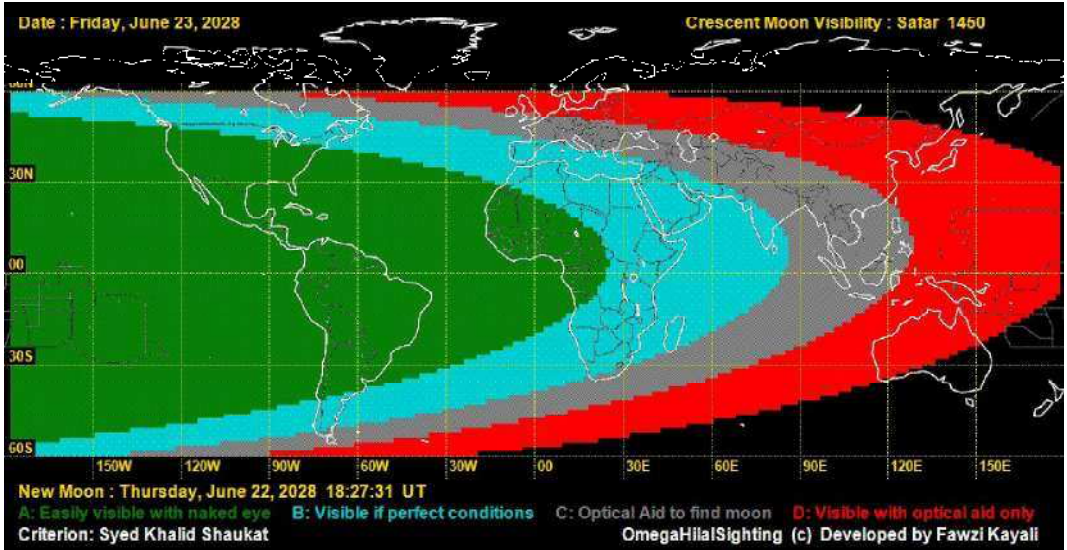 Date : Friday, June 23, 2028
Crescent Moon Visibility : Safar 1450
60N
30N
00
30S
60S
150W 120W 90W 60W 30W 00 30E 60E 90E 120E 150E
New Moon : Thursday, June 22, 2028 18:27:31 UT
A: Easily visible with naked eye B: Visible if perfect conditions C: Optical Aid to find moon D: Visible with optical aid only
Criterion: Syed Khalid Shaukat
OmegaHilalSighting (c) Developed by Fawzi Kayali